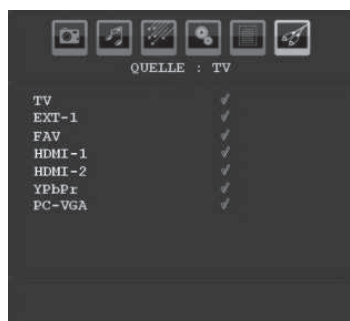 QUELLE : TV
TV
EXT-1
FAV
HDMI-1
HDMI-2
YPbPr
PC-VGA